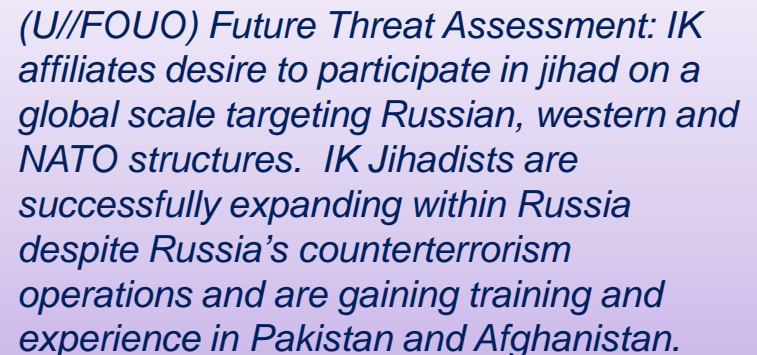 (U//FOUO) Future Threat Assessment: IK
affiliates desire to participate in jihad on a
global scale targeting Russian, western and
NATO structures.  IK Jihadists are
successfully expanding within Russia
despite Russia's counterterrorism
operations and are gaining training and
experience in Pakistan and Afghanistan.